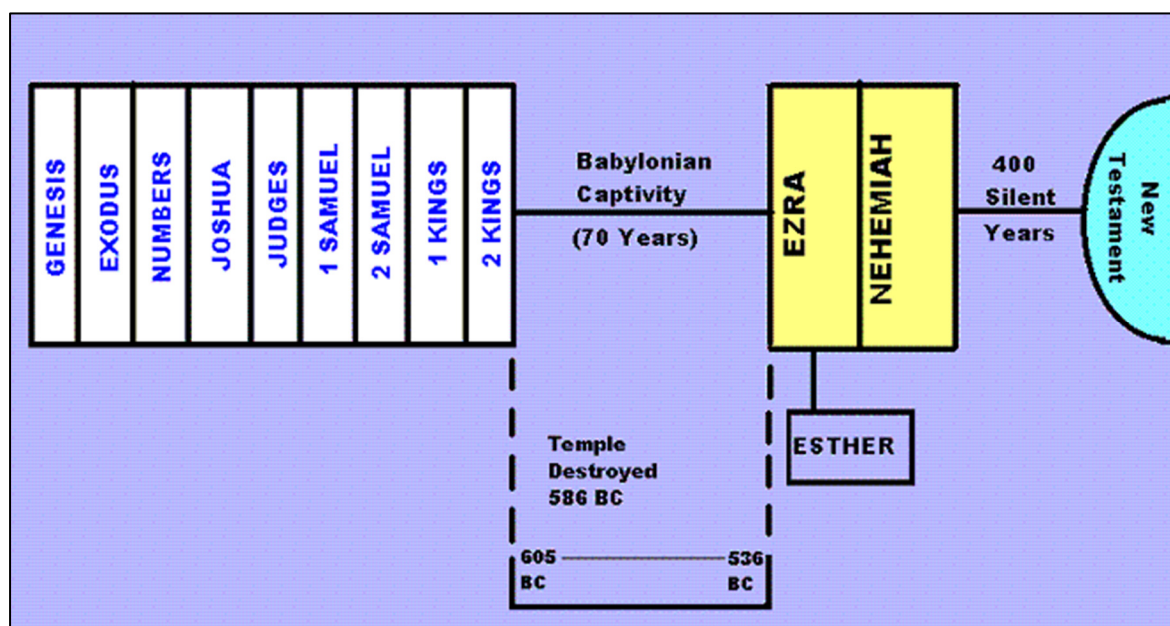 GENESIS
EXODUS
NUMBERS
JOSHUA
JUDGES
1 SAMUEL
2 SAMUEL
1 KINGS
2 KINGS
Babylonian
Captivity
(70 Years)
EZRA
NEHEMIAH
400
Silent
Years
New
Testament
ESTHER
Temple
Destroyed
586 BC
605
BC
536
BC